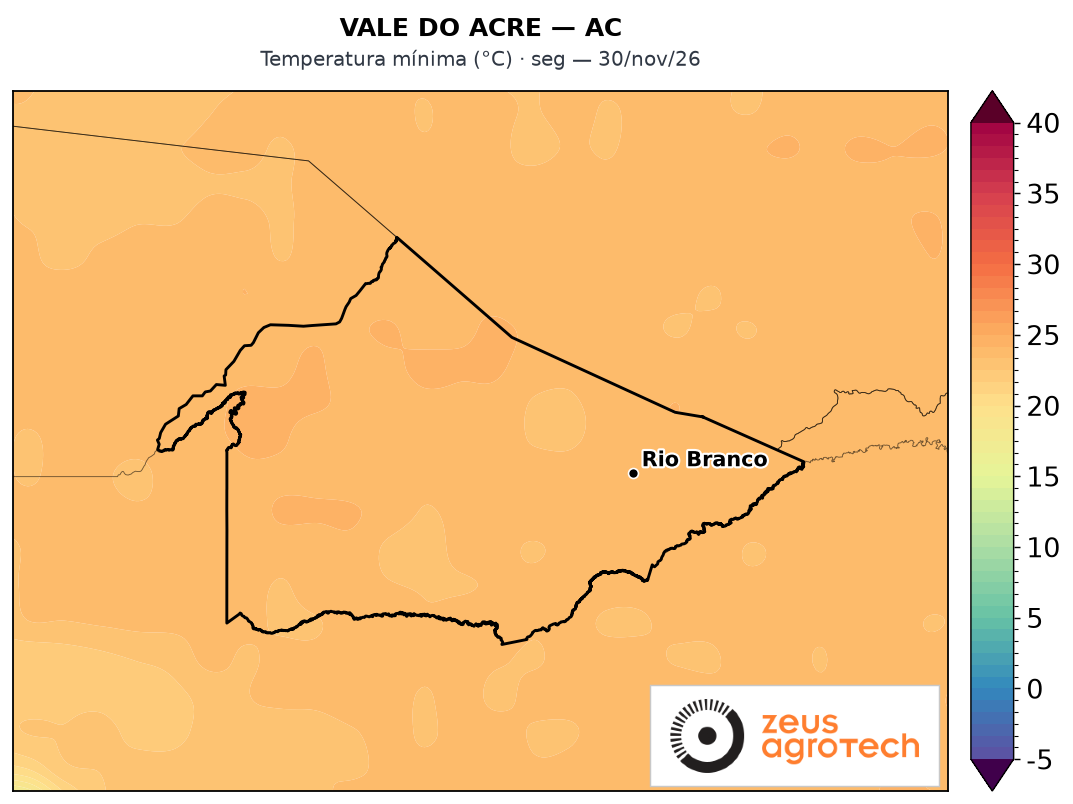 VALE DO ACRE — AC
Temperatura mínima (°C) · seg — 30/nov/26
40
35
30
25
20
15
10
5
0
-5
Rio Branco
zeus
agrotech